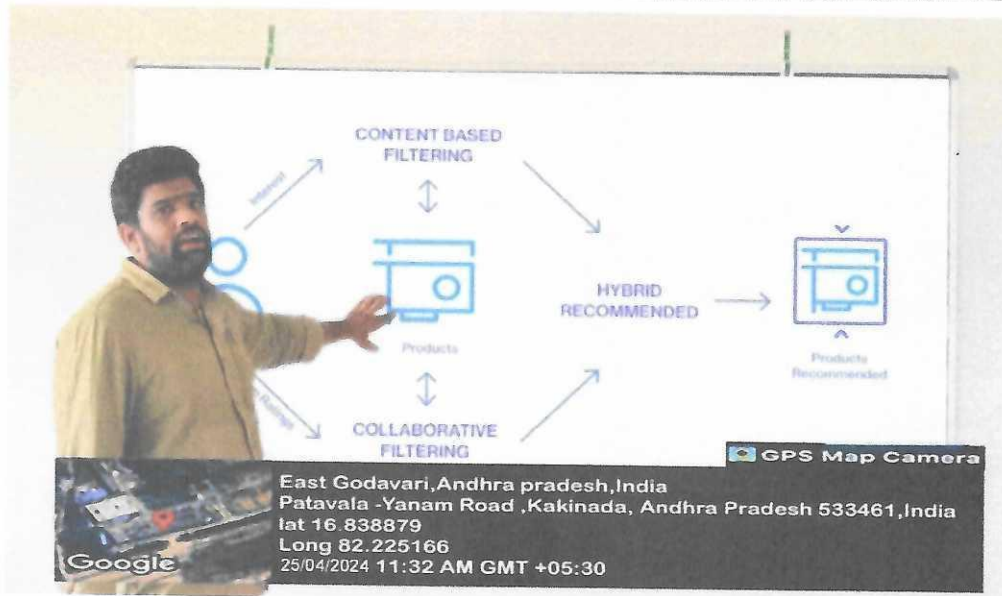 CONTENT BASED
FILTERING
Interest
Products
HYBRID
RECOMMENDED
Products
Recommended
Ratings
COLLABORATIVE
FILTERING
GPS Map Camera
East Godavari,Andhra pradesh,India
Patavala -Yanam Road ,Kakinada, Andhra Pradesh 533461,India
lat 16.838879
Long 82.225166
25/04/2024 11:32 AM GMT +05:30
Google